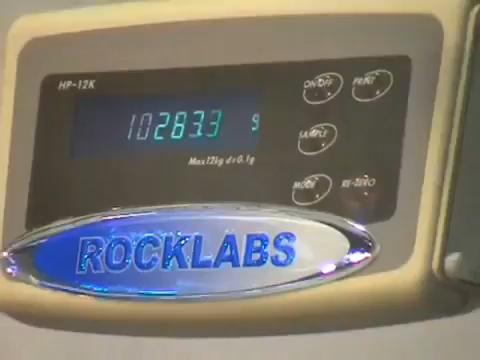 HP-12K
ON/OFF PRINT
10283.3 g
SAMPLE
Max12kg d=0.1g
MODE RE-ZERO
ROCKLABS